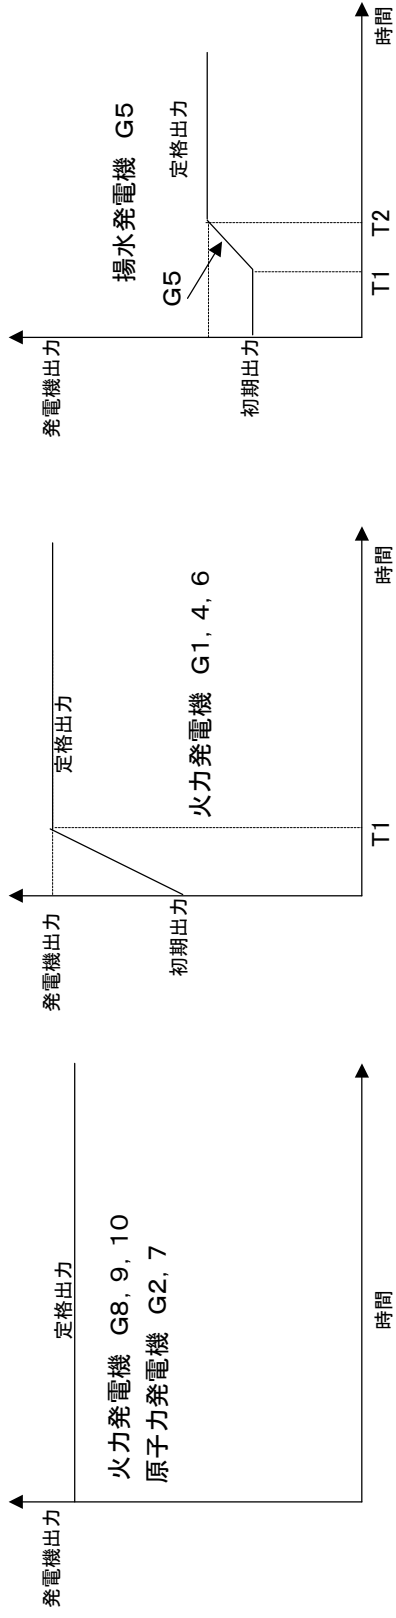 発電機出力
定格出力
火力発電機 G8, 9, 10
原子力発電機 G2, 7
時間
発電機出力
定格出力
初期出力
火力発電機 G1, 4, 6
T1
時間
発電機出力
揚水発電機 G5
定格出力
G5
初期出力
T1
T2
時間